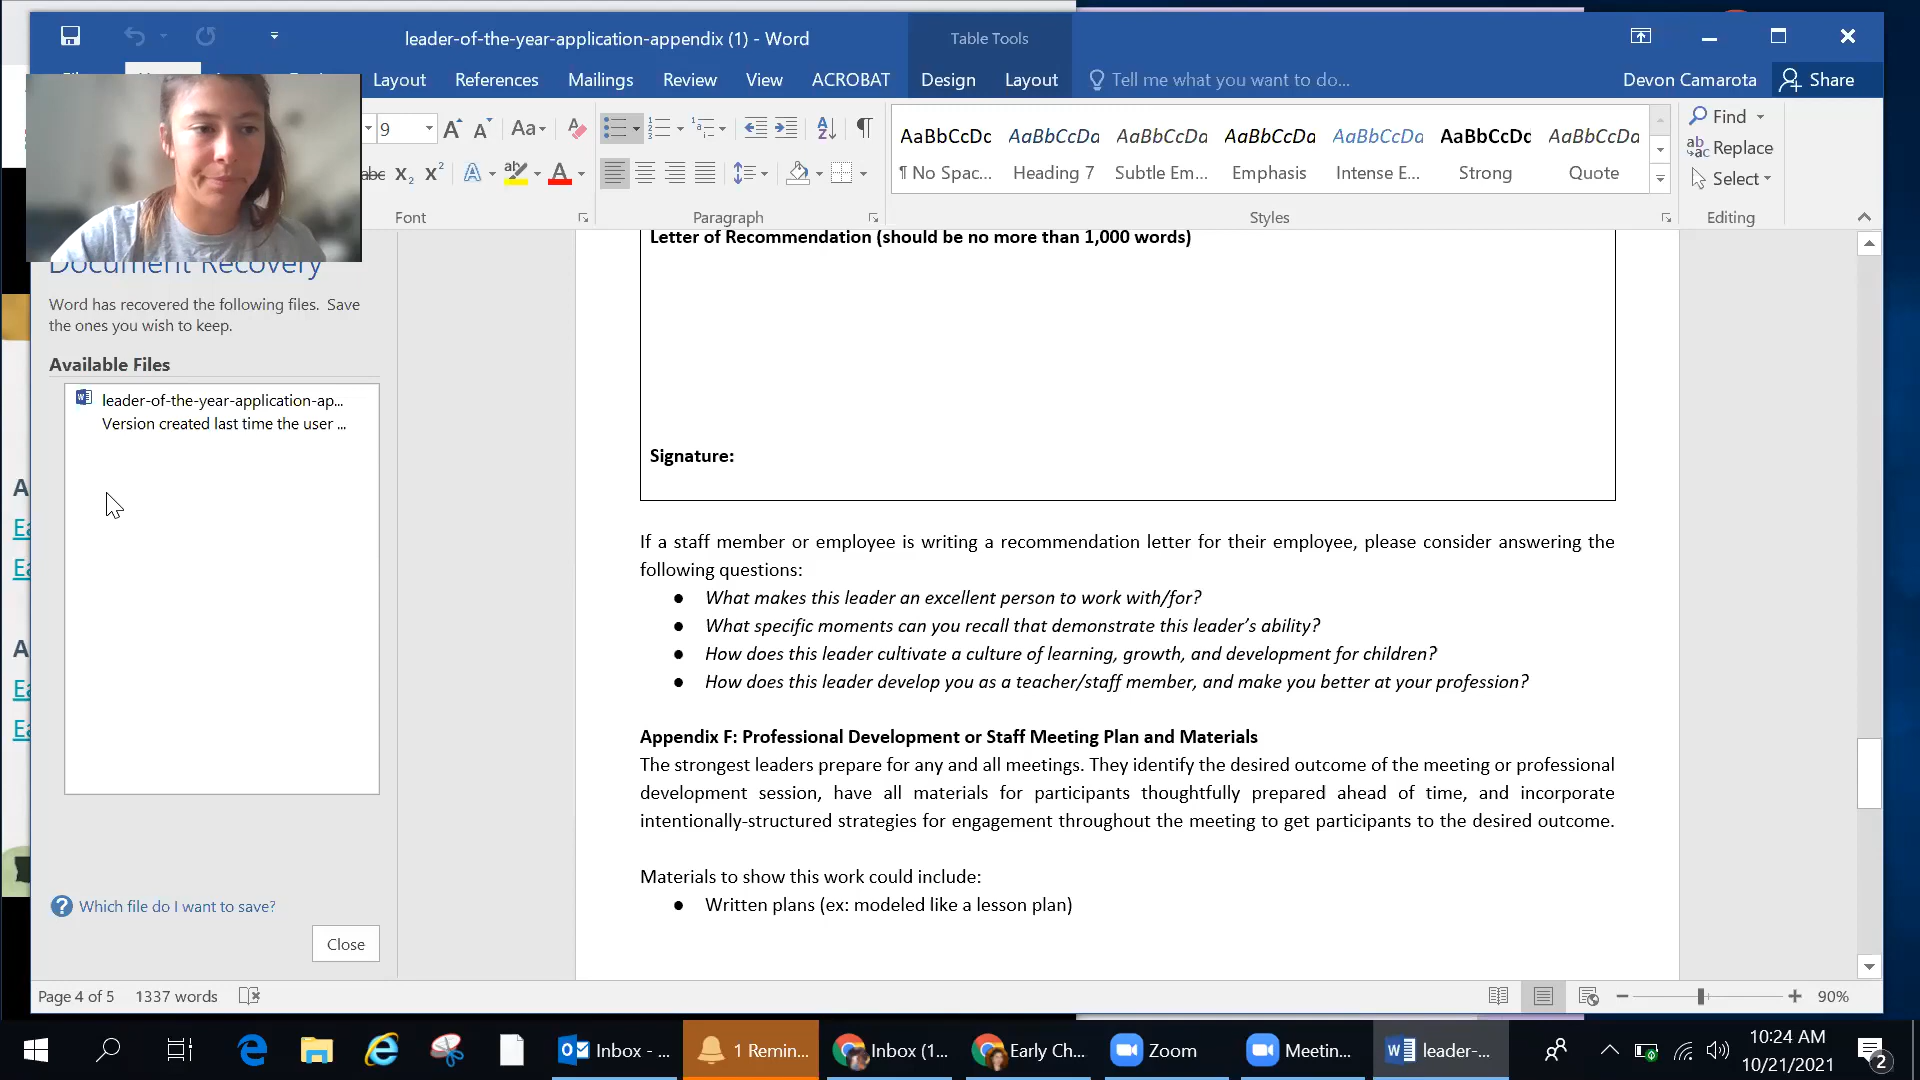 leader-of-the-year-application-appendix (1) - Word
Table Tools
Layout
References
Mailings
Review
View
ACROBAT
Design
Layout
Tell me what you want to do...
Devon Camarota
Share
9
Aa
AaBbCcDc
AaBbCcDa
AaBbCcDa
AaBbCcDa
AaBbCcDa
AaBbCcDc
AaBbCcDa
¶ No Spac...
Heading 7
Subtle Em...
Emphasis
Intense E...
Strong
Quote
Find
Replace
Select
Font
Paragraph
Styles
Editing
Document Recovery
Word has recovered the following files. Save
the ones you wish to keep.
Available Files
leader-of-the-year-application-ap...
Version created last time the user ...
Which file do I want to save?
Close
Letter of Recommendation (should be no more than 1,000 words)
Signature:
If a staff member or employee is writing a recommendation letter for their employee, please consider answering the
following questions:
● What makes this leader an excellent person to work with/for?
● What specific moments can you recall that demonstrate this leader's ability?
● How does this leader cultivate a culture of learning, growth, and development for children?
● How does this leader develop you as a teacher/staff member, and make you better at your profession?
Appendix F: Professional Development or Staff Meeting Plan and Materials
The strongest leaders prepare for any and all meetings. They identify the desired outcome of the meeting or professional
development session, have all materials for participants thoughtfully prepared ahead of time, and incorporate
intentionally-structured strategies for engagement throughout the meeting to get participants to the desired outcome.
Materials to show this work could include:
● Written plans (ex: modeled like a lesson plan)
Page 4 of 5
1337 words
90%
Inbox - ...
1 Remin...
Inbox (1...
Early Ch...
Zoom
Meetin...
leader-...
10:24 AM
10/21/2021
2